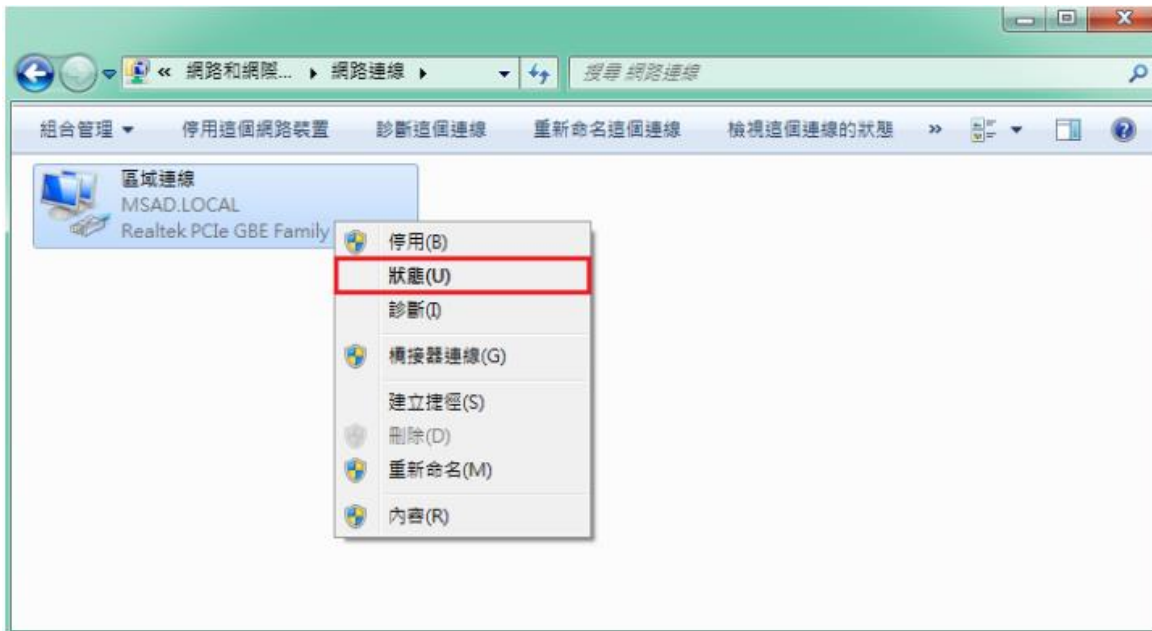 « 網路和網際... ▸ 網路連線 ▸ 搜尋 網路連線
組合管理 ▼ 停用這個網路裝置 診斷這個連線 重新命名這個連線 檢視這個連線的狀態 »
區域連線
MSAD.LOCAL
Realtek PCIe GBE Family
停用(B)
狀態(U)
診斷(I)
橋接器連線(G)
建立捷徑(S)
刪除(D)
重新命名(M)
內容(R)